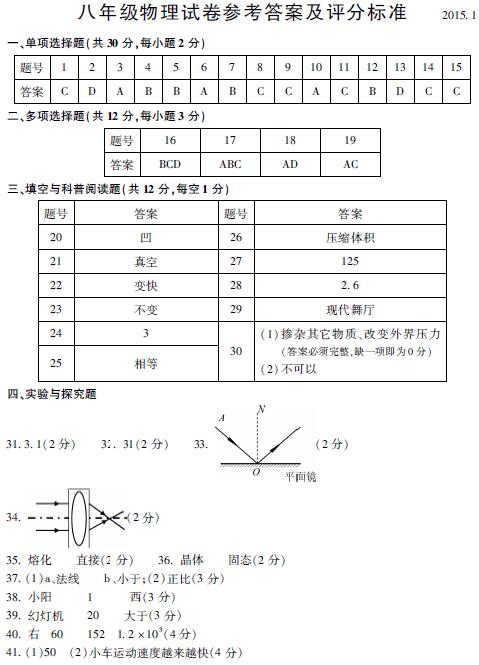 八年级物理试卷参考答案及评分标准 2015.1
一、单项选择题(共 30 分,每小题 2 分)
题号 1 2 3 4 5 6 7 8 9 10 11 12 13 14 15
答案 C D A B B A B C C A C B D C C
二、多项选择题(共 12 分,每小题 3 分)
题号 16 17 18 19
答案 BCD ABC AD AC
三、填空与科普阅读题(共 12 分,每空 1 分)
题号 答案 题号 答案
20 凹 26 压缩体积
21 真空 27 125
22 变快 28 2.6
23 不变 29 现代舞厅
24 3
25 相等
30 (1)掺杂其它物质、改变外界压力
(答案必须完整,缺一项即为 0 分)
(2)不可以
四、实验与探究题
A N
31. 3.1(2 分) 32. 31(2 分) 33. (2 分)
O 平面镜
34. (2 分)
35. 熔化 直接(2 分) 36. 晶体 固态(2 分)
37. (1)a、法线 b、小于;(2)正比(3 分)
38. 小阳 1 西(3 分)
39. 幻灯机 20 大于(3 分)
40. 右 60 152 1.2×10³(4 分)
41. (1)50 (2)小车运动速度越来越快(4 分)